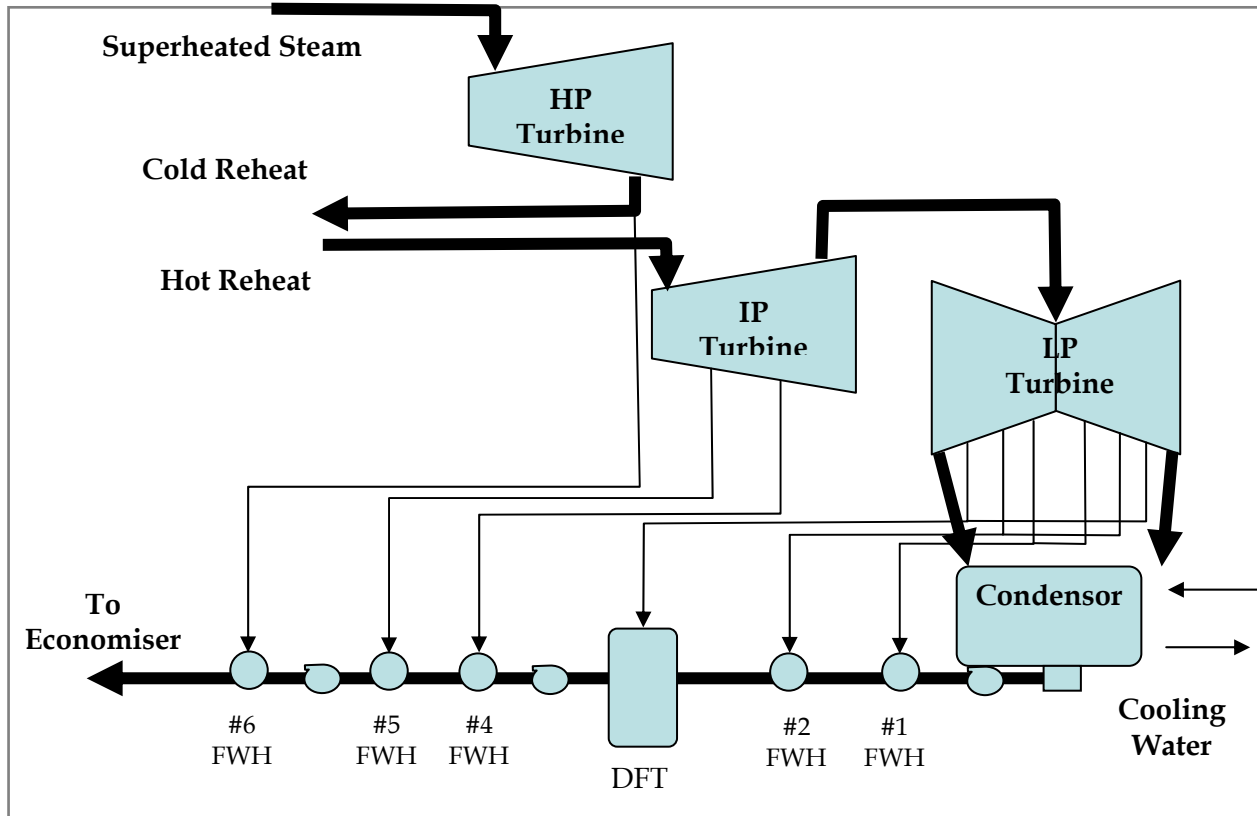 Superheated Steam
HP
Turbine
Cold Reheat
Hot Reheat
IP
Turbine
LP
Turbine
Condensor
To
Economiser
#6
FWH
#5
FWH
#4
FWH
DFT
#2
FWH
#1
FWH
Cooling
Water